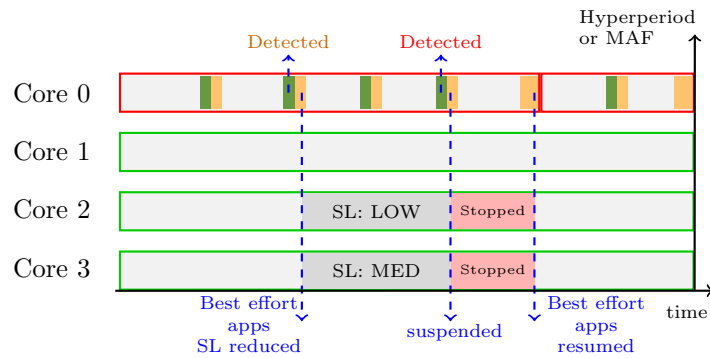 Hyperperiod
or MAF
Detected
Detected
Core 0
Core 1
Core 2
SL: LOW
Stopped
Core 3
SL: MED
Stopped
time
Best effort
apps
SL reduced
suspended
Best effort
apps
resumed